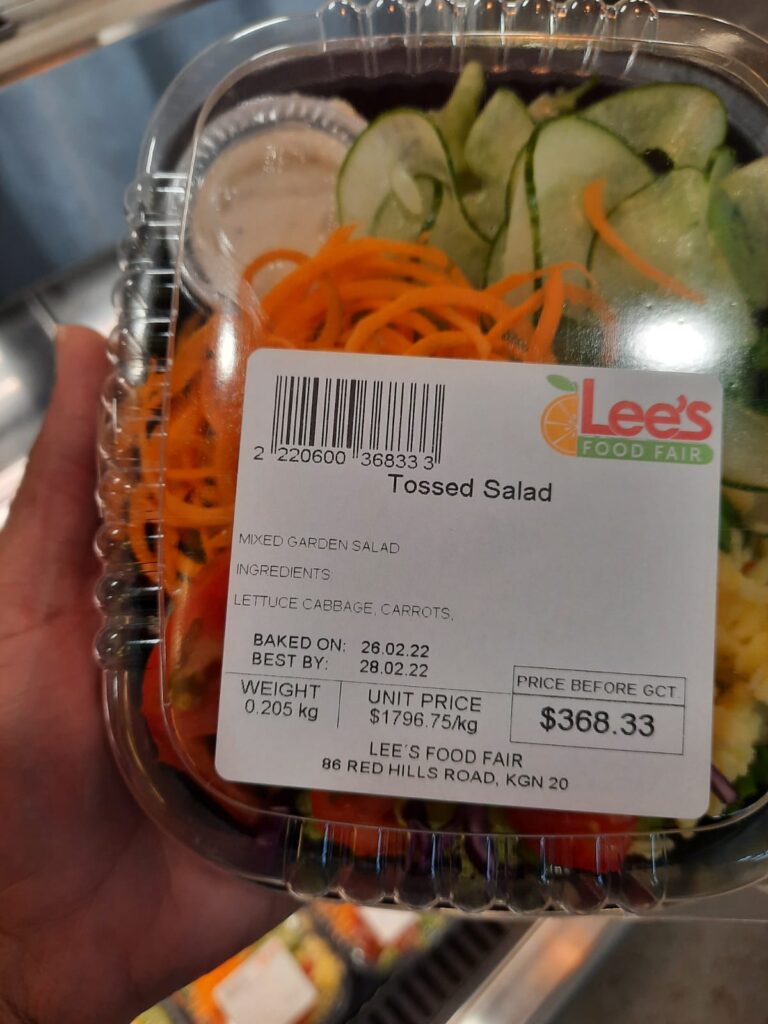 Lee's
FOOD FAIR
2 220600 36833 3
Tossed Salad
MIXED GARDEN SALAD
INGREDIENTS:
LETTUCE CABBAGE, CARROTS,
BAKED ON: 26.02.22
BEST BY: 28.02.22
WEIGHT
0.205 kg
UNIT PRICE
$1796.75/kg
PRICE BEFORE GCT.
$368.33
LEE'S FOOD FAIR
86 RED HILLS ROAD, KGN 20